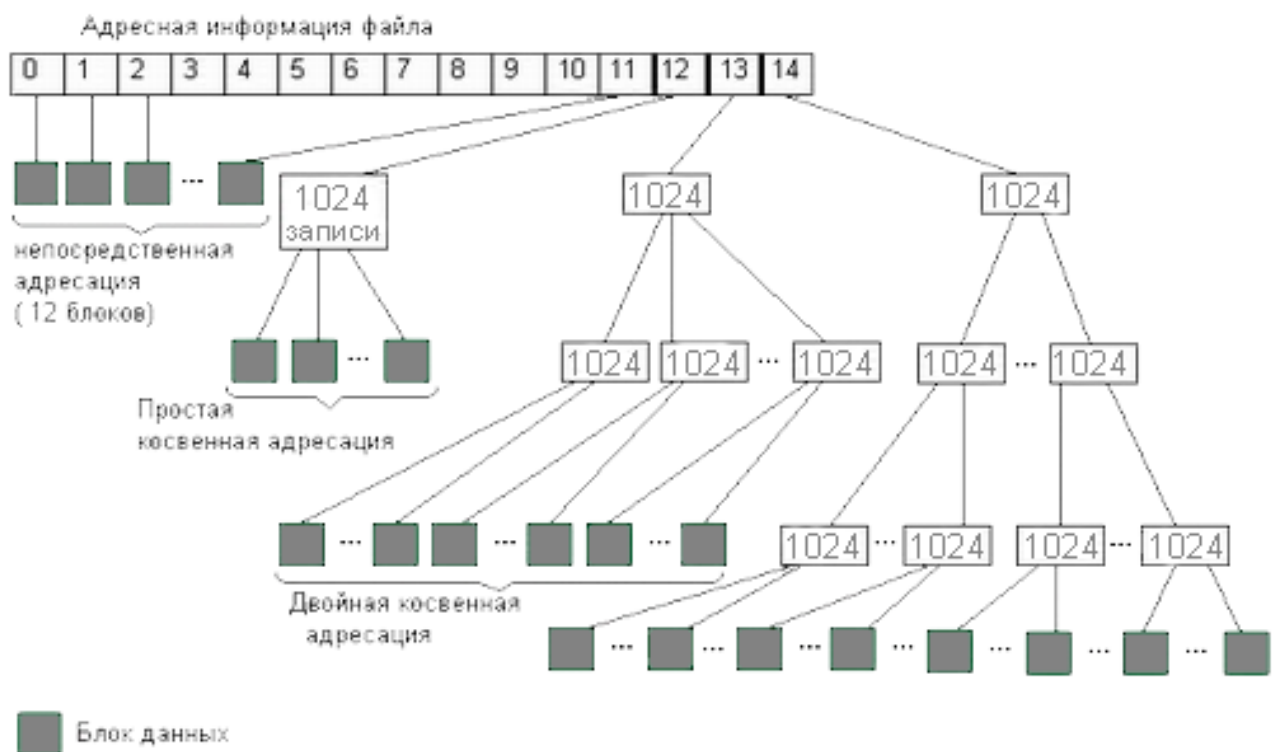 Адресная информация файла
0 1 2 3 4 5 6 7 8 9 10 11 12 13 14
...
1024
записи
1024
1024
непосредственная
адресация
( 12 блоков)
...
1024 1024 ... 1024
1024 ... 1024
Простая
косвенная адресация
... ... ...
1024 ... 1024 1024 ... 1024
Двойная косвенная
адресация
... ... ... ... ... ... ...
Блок данных